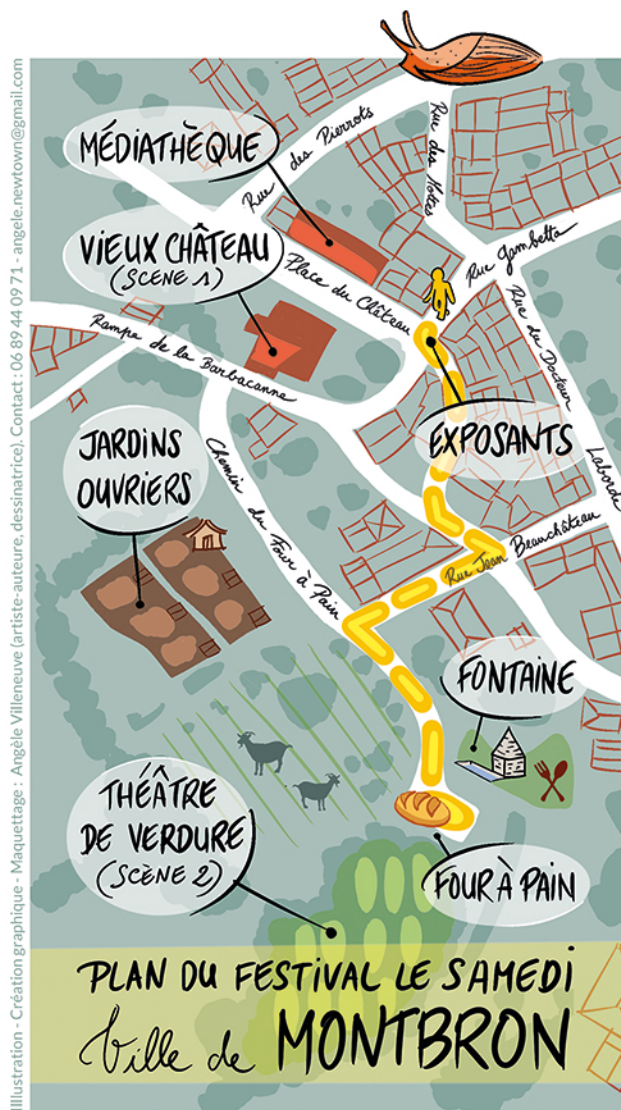 Illustration - Création graphique - Maquettage : Angèle Villeneuve (artiste-auteure, dessinatrice). Contact : 06 89 44 09 71 - angele.newtown@gmail.com
MÉDIATHÈQUE
Rue des Pierrots
Rue des Mottes
VIEUX CHÂTEAU
(SCENE 1)
Place du Château
Rue Gambetta
Rue du Docteur
Laborde
Rampe de la Barbacanne
EXPOSANTS
JARDINS
OUVRIERS
Chemin du Four à Pain
Rue Jean Beauchâteau
FONTAINE
THÉÂTRE
DE VERDURE
(SCÈNE 2)
FOUR À PAIN
PLAN DU FESTIVAL LE SAMEDI
Ville de MONTBRON